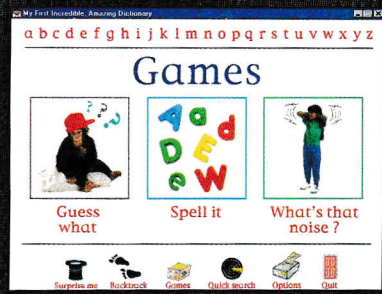 My First Incredible, Amazing Dictionary
a b c d e f g h i j k l m n o p q r s t u v w x y z
Games
? ? ?
A a d
D E
e W
Guess what
Spell it
What's that noise ?
Surprise me Backtrack Games Quick search Options Quit